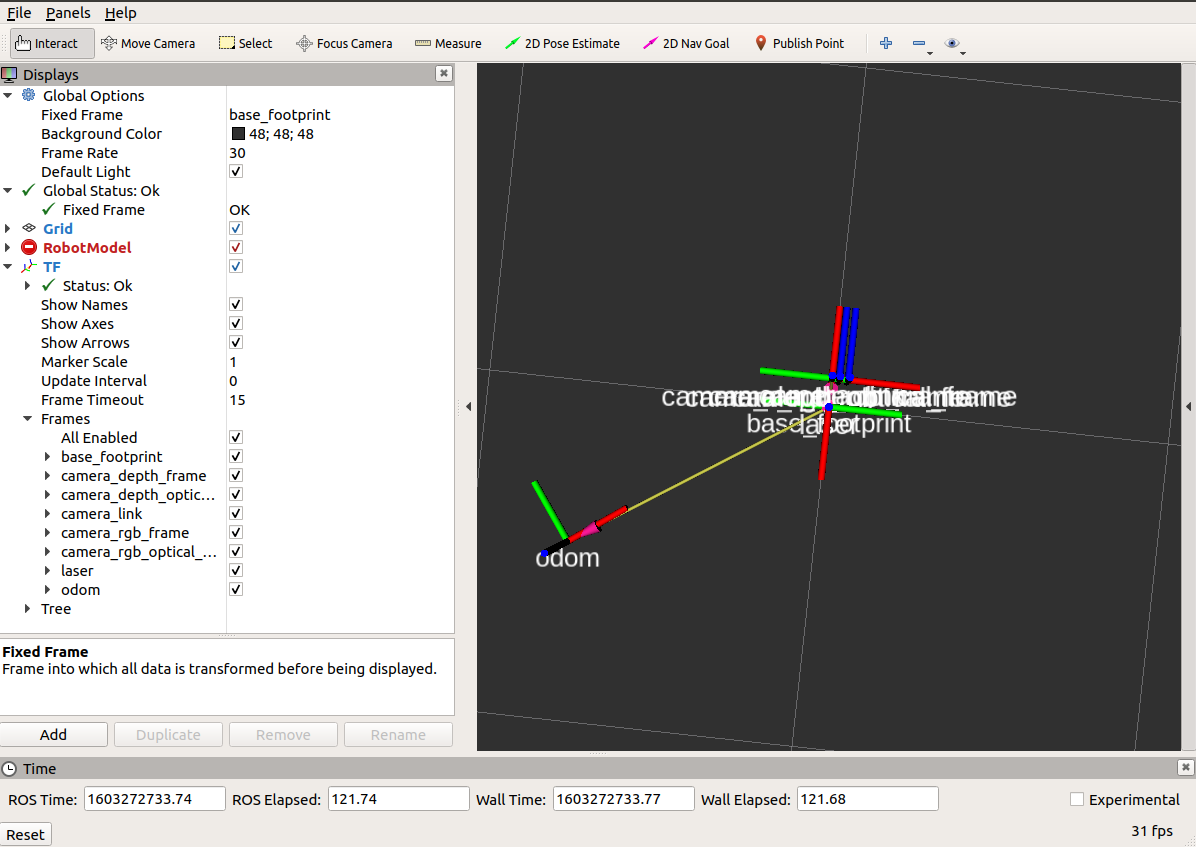 File Panels Help
Interact Move Camera Select Focus Camera Measure 2D Pose Estimate 2D Nav Goal Publish Point
Displays
Global Options
Fixed Frame base_footprint
Background Color 48; 48; 48
Frame Rate 30
Default Light
Global Status: Ok
Fixed Frame OK
Grid
RobotModel
TF
Status: Ok
Show Names
Show Axes
Show Arrows
Marker Scale 1
Update Interval 0
Frame Timeout 15
Frames
All Enabled
base_footprint
camera_depth_frame
camera_depth_optic...
camera_link
camera_rgb_frame
camera_rgb_optical_...
laser
odom
Tree
Fixed Frame
Frame into which all data is transformed before being displayed.
Add Duplicate Remove Rename
base_footprint
laser
odom
Time
ROS Time: 1603272733.74 ROS Elapsed: 121.74 Wall Time: 1603272733.77 Wall Elapsed: 121.68 Experimental
Reset 31 fps